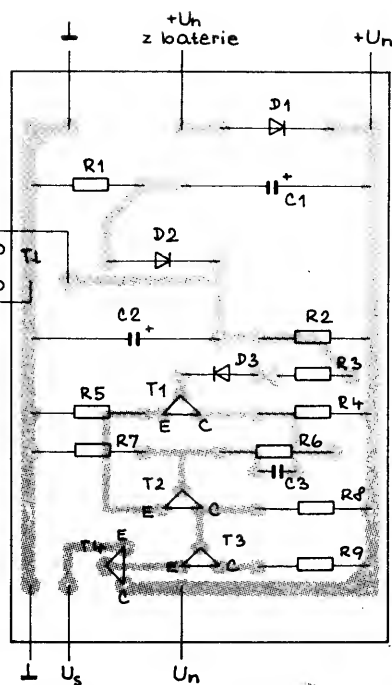 ⊥ +Un +Un
z baterie
D1
R1
+
C1
D2
Tl
C2 + R2
D3 R3
T1
R5 E C R4
R7 R6
C3
T2 R8
E C
E T3
T4 R9
E C
C
⊥ Us Un